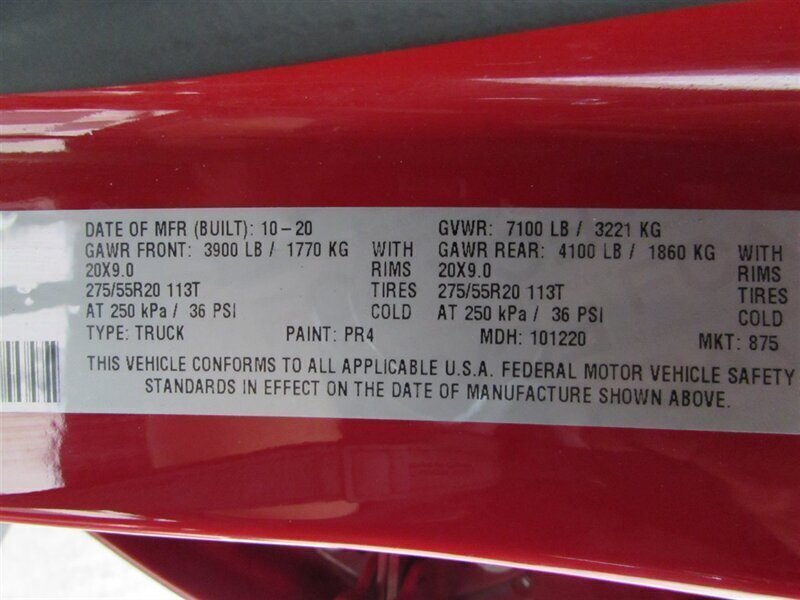 DATE OF MFR (BUILT): 10-20 GVWR: 7100 LB / 3221 KG
GAWR FRONT: 3900 LB / 1770 KG WITH GAWR REAR: 4100 LB / 1860 KG WITH
20X9.0 RIMS 20X9.0 RIMS
275/55R20 113T TIRES 275/55R20 113T TIRES
AT 250 kPa / 36 PSI COLD AT 250 kPa / 36 PSI COLD
TYPE: TRUCK PAINT: PR4 MDH: 101220 MKT: 875
THIS VEHICLE CONFORMS TO ALL APPLICABLE U.S.A. FEDERAL MOTOR VEHICLE SAFETY
STANDARDS IN EFFECT ON THE DATE OF MANUFACTURE SHOWN ABOVE.